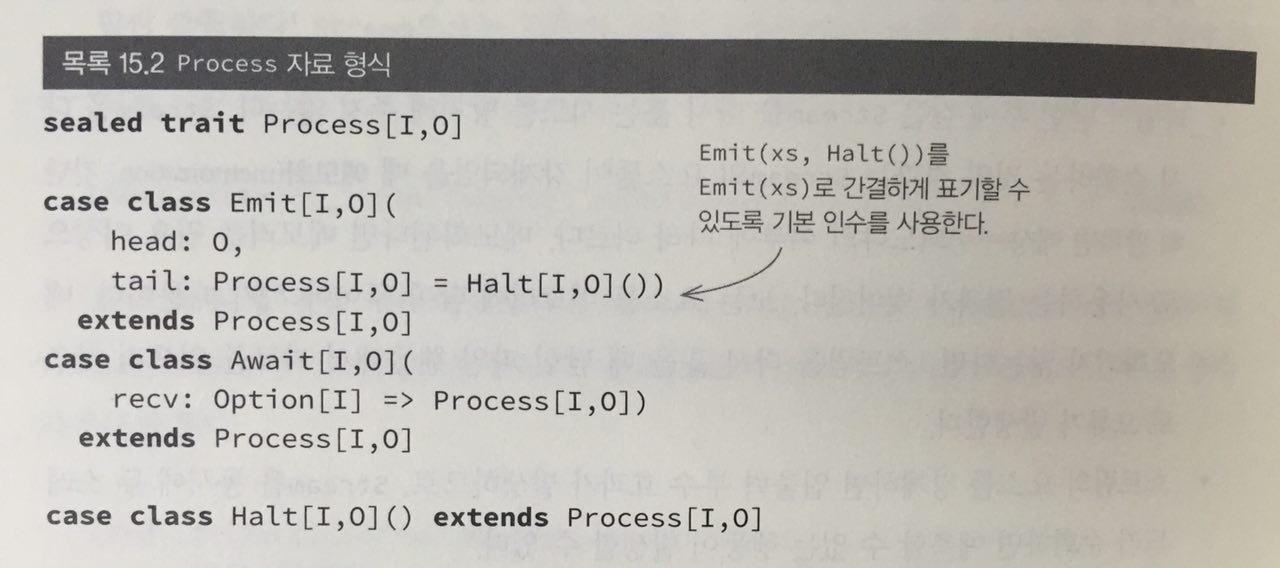 목록 15.2 Process 자료 형식
sealed trait Process[I,O]
Emit(xs, Halt())를
Emit(xs)로 간결하게 표기할 수
있도록 기본 인수를 사용한다.
case class Emit[I,O](
head: O,
tail: Process[I,O] = Halt[I,O]())
extends Process[I,O]
case class Await[I,O](
recv: Option[I] => Process[I,O])
extends Process[I,O]
case class Halt[I,O]() extends Process[I,O]